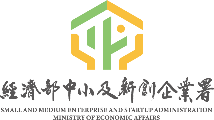 經濟部中小及新創企業署
SMALL AND MEDIUM ENTERPRISE AND STARTUP ADMINISTRATION
MINISTRY OF ECONOMIC AFFAIRS